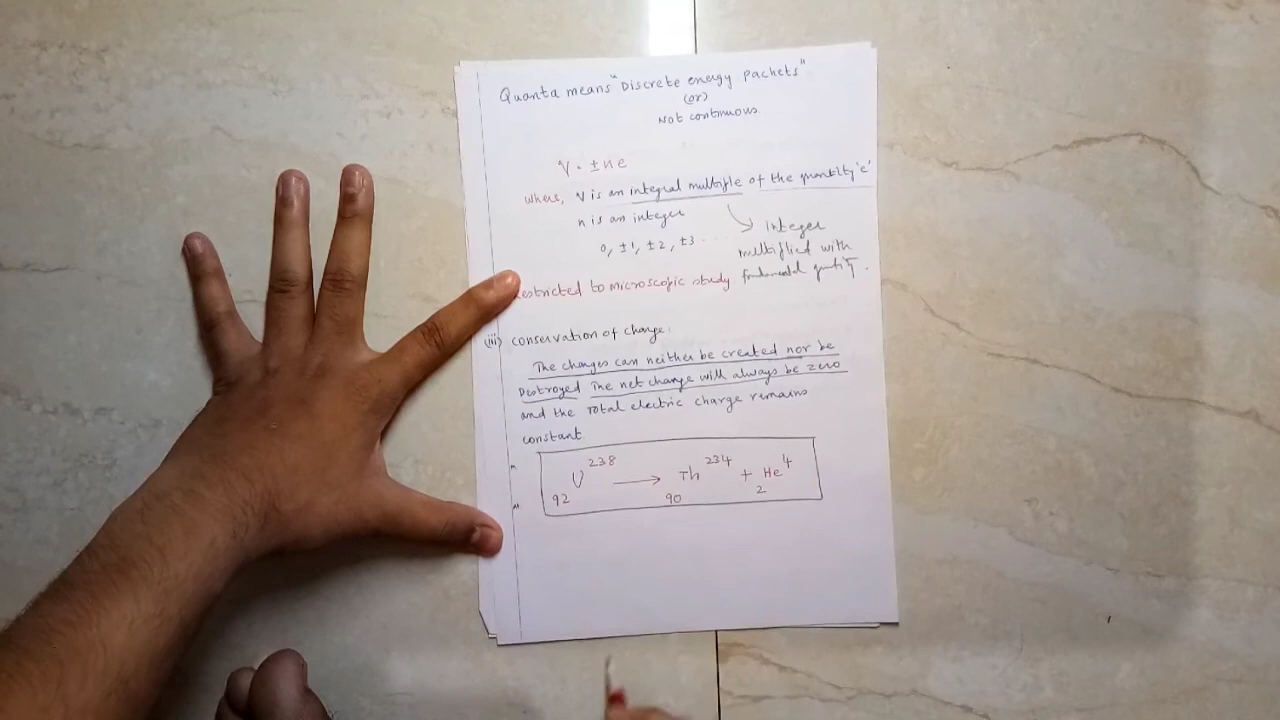 Quanta means "Discrete energy packets"
(or)
Not continuous
V = ±ne
where, V is an integral multiple of the quantity 'e'
n is an integer
0, ±1, ±2, ±3 ....
integer
multiplied with
fundamental quantity.
estricted to microscopic study
(iii) conservation of charge.
The charges can neither be created nor be
Destroyed The net charge will always be zero
and the total electric charge remains
constant
92 U 238 → 90 Th 234 + 2 He 4